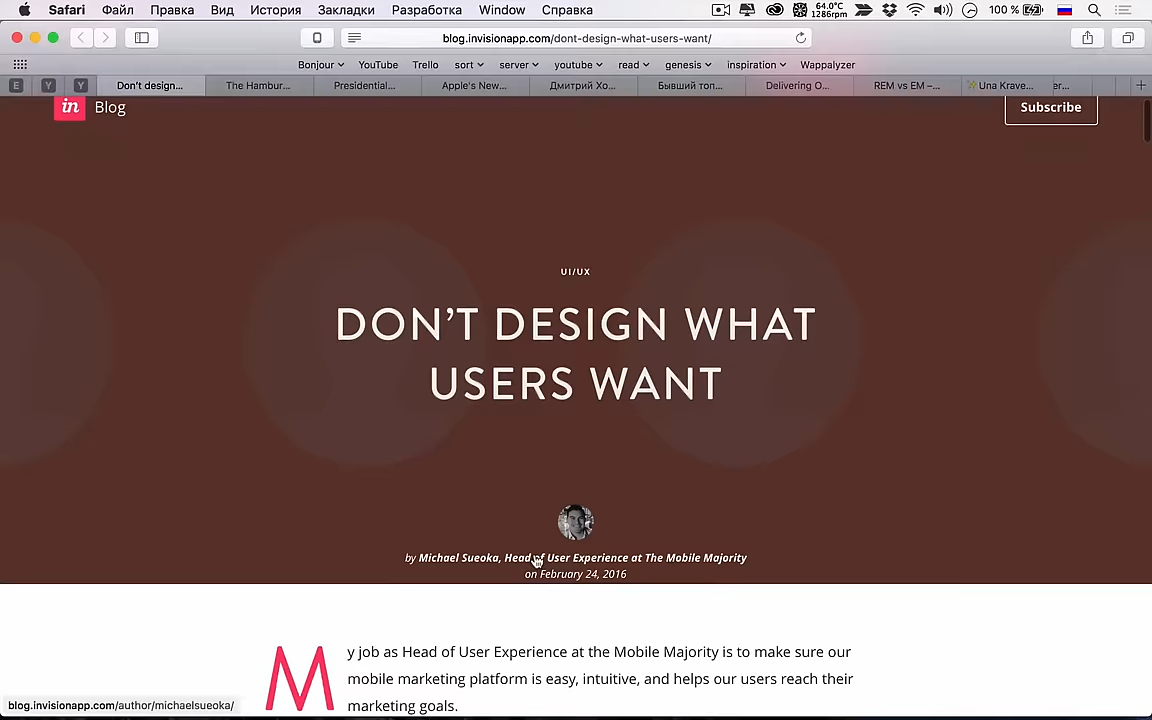 Safari Файл Правка Вид История Закладки Разработка Window Справка 64.0°C 1286rpm 100 %
blog.invisionapp.com/dont-design-what-users-want/
Bonjour YouTube Trello sort server youtube read genesis inspiration Wappalyzer
E Y Y Don't design... The Hambur... Presidential... Apple's New... Дмитрий Хо... Бывший топ... Delivering O... REM vs EM –... Una Krave... er...
in Blog Subscribe
UI/UX
DON'T DESIGN WHAT
USERS WANT
by Michael Sueoka, Head of User Experience at The Mobile Majority
on February 24, 2016
My job as Head of User Experience at the Mobile Majority is to make sure our
mobile marketing platform is easy, intuitive, and helps our users reach their
marketing goals.
blog.invisionapp.com/author/michaelsueoka/